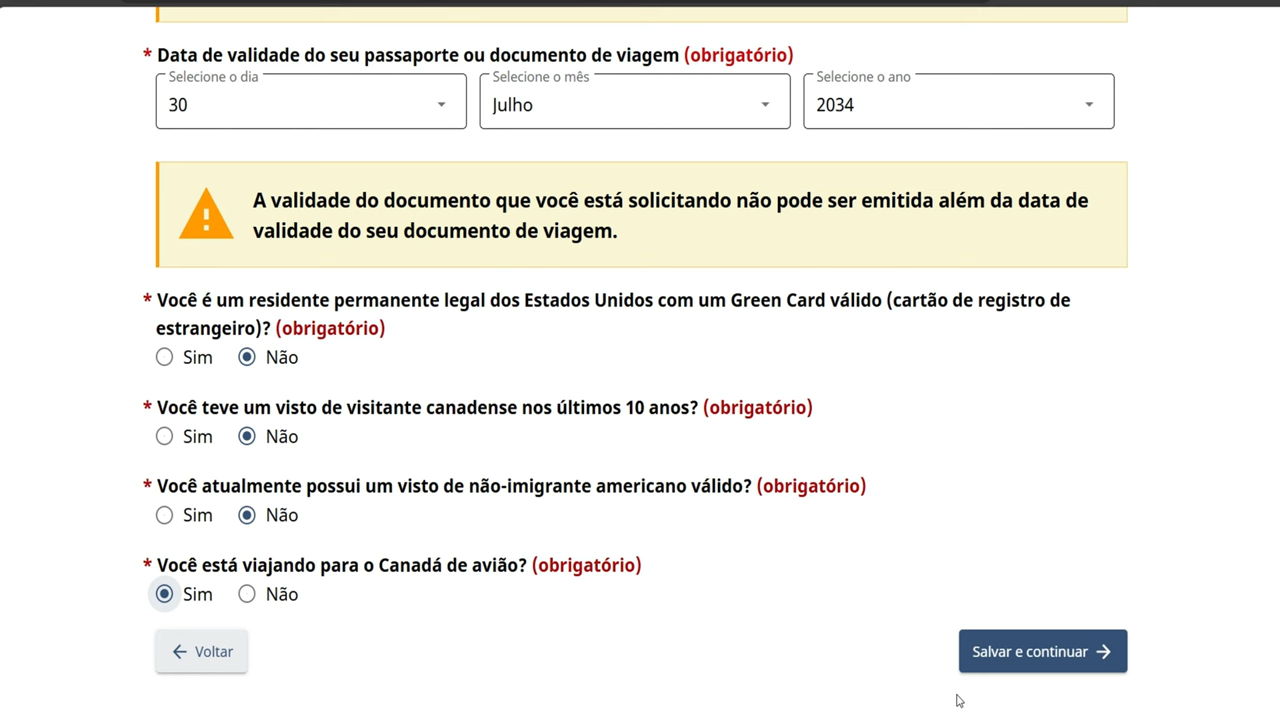 * Data de validade do seu passaporte ou documento de viagem (obrigatório)
Selecione o dia
30
Selecione o mês
Julho
Selecione o ano
2034
A validade do documento que você está solicitando não pode ser emitida além da data de
validade do seu documento de viagem.
* Você é um residente permanente legal dos Estados Unidos com um Green Card válido (cartão de registro de
estrangeiro)? (obrigatório)
Sim Não
* Você teve um visto de visitante canadense nos últimos 10 anos? (obrigatório)
Sim Não
* Você atualmente possui um visto de não-imigrante americano válido? (obrigatório)
Sim Não
* Você está viajando para o Canadá de avião? (obrigatório)
Sim Não
Voltar
Salvar e continuar